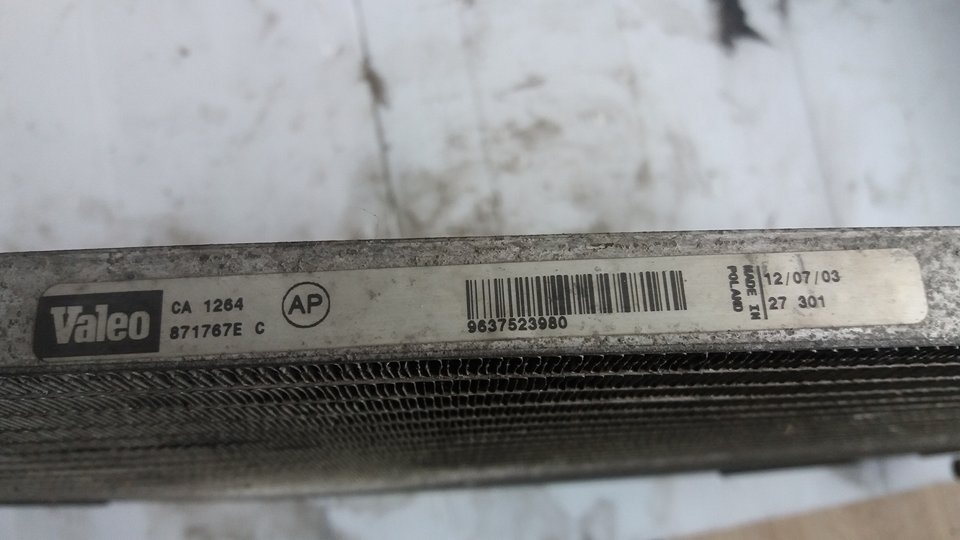 Valeo
CA 1264
871767E C
AP
9637523980
MADE IN
POLAND
12/07/03
27 301